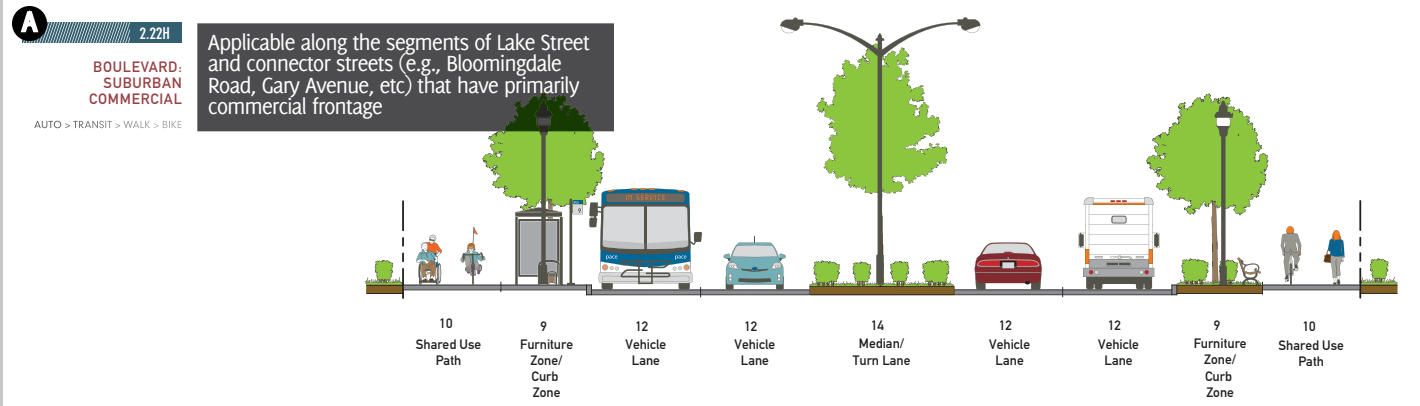 A
2.22H
BOULEVARD:
SUBURBAN
COMMERCIAL
AUTO > TRANSIT > WALK > BIKE
Applicable along the segments of Lake Street
and connector streets (e.g., Bloomingdale
Road, Gary Avenue, etc) that have primarily
commercial frontage
IN SERVICE
9
pace
pace
10
Shared Use
Path
9
Furniture
Zone/
Curb
Zone
12
Vehicle
Lane
12
Vehicle
Lane
14
Median/
Turn Lane
12
Vehicle
Lane
12
Vehicle
Lane
9
Furniture
Zone/
Curb
Zone
10
Shared Use
Path